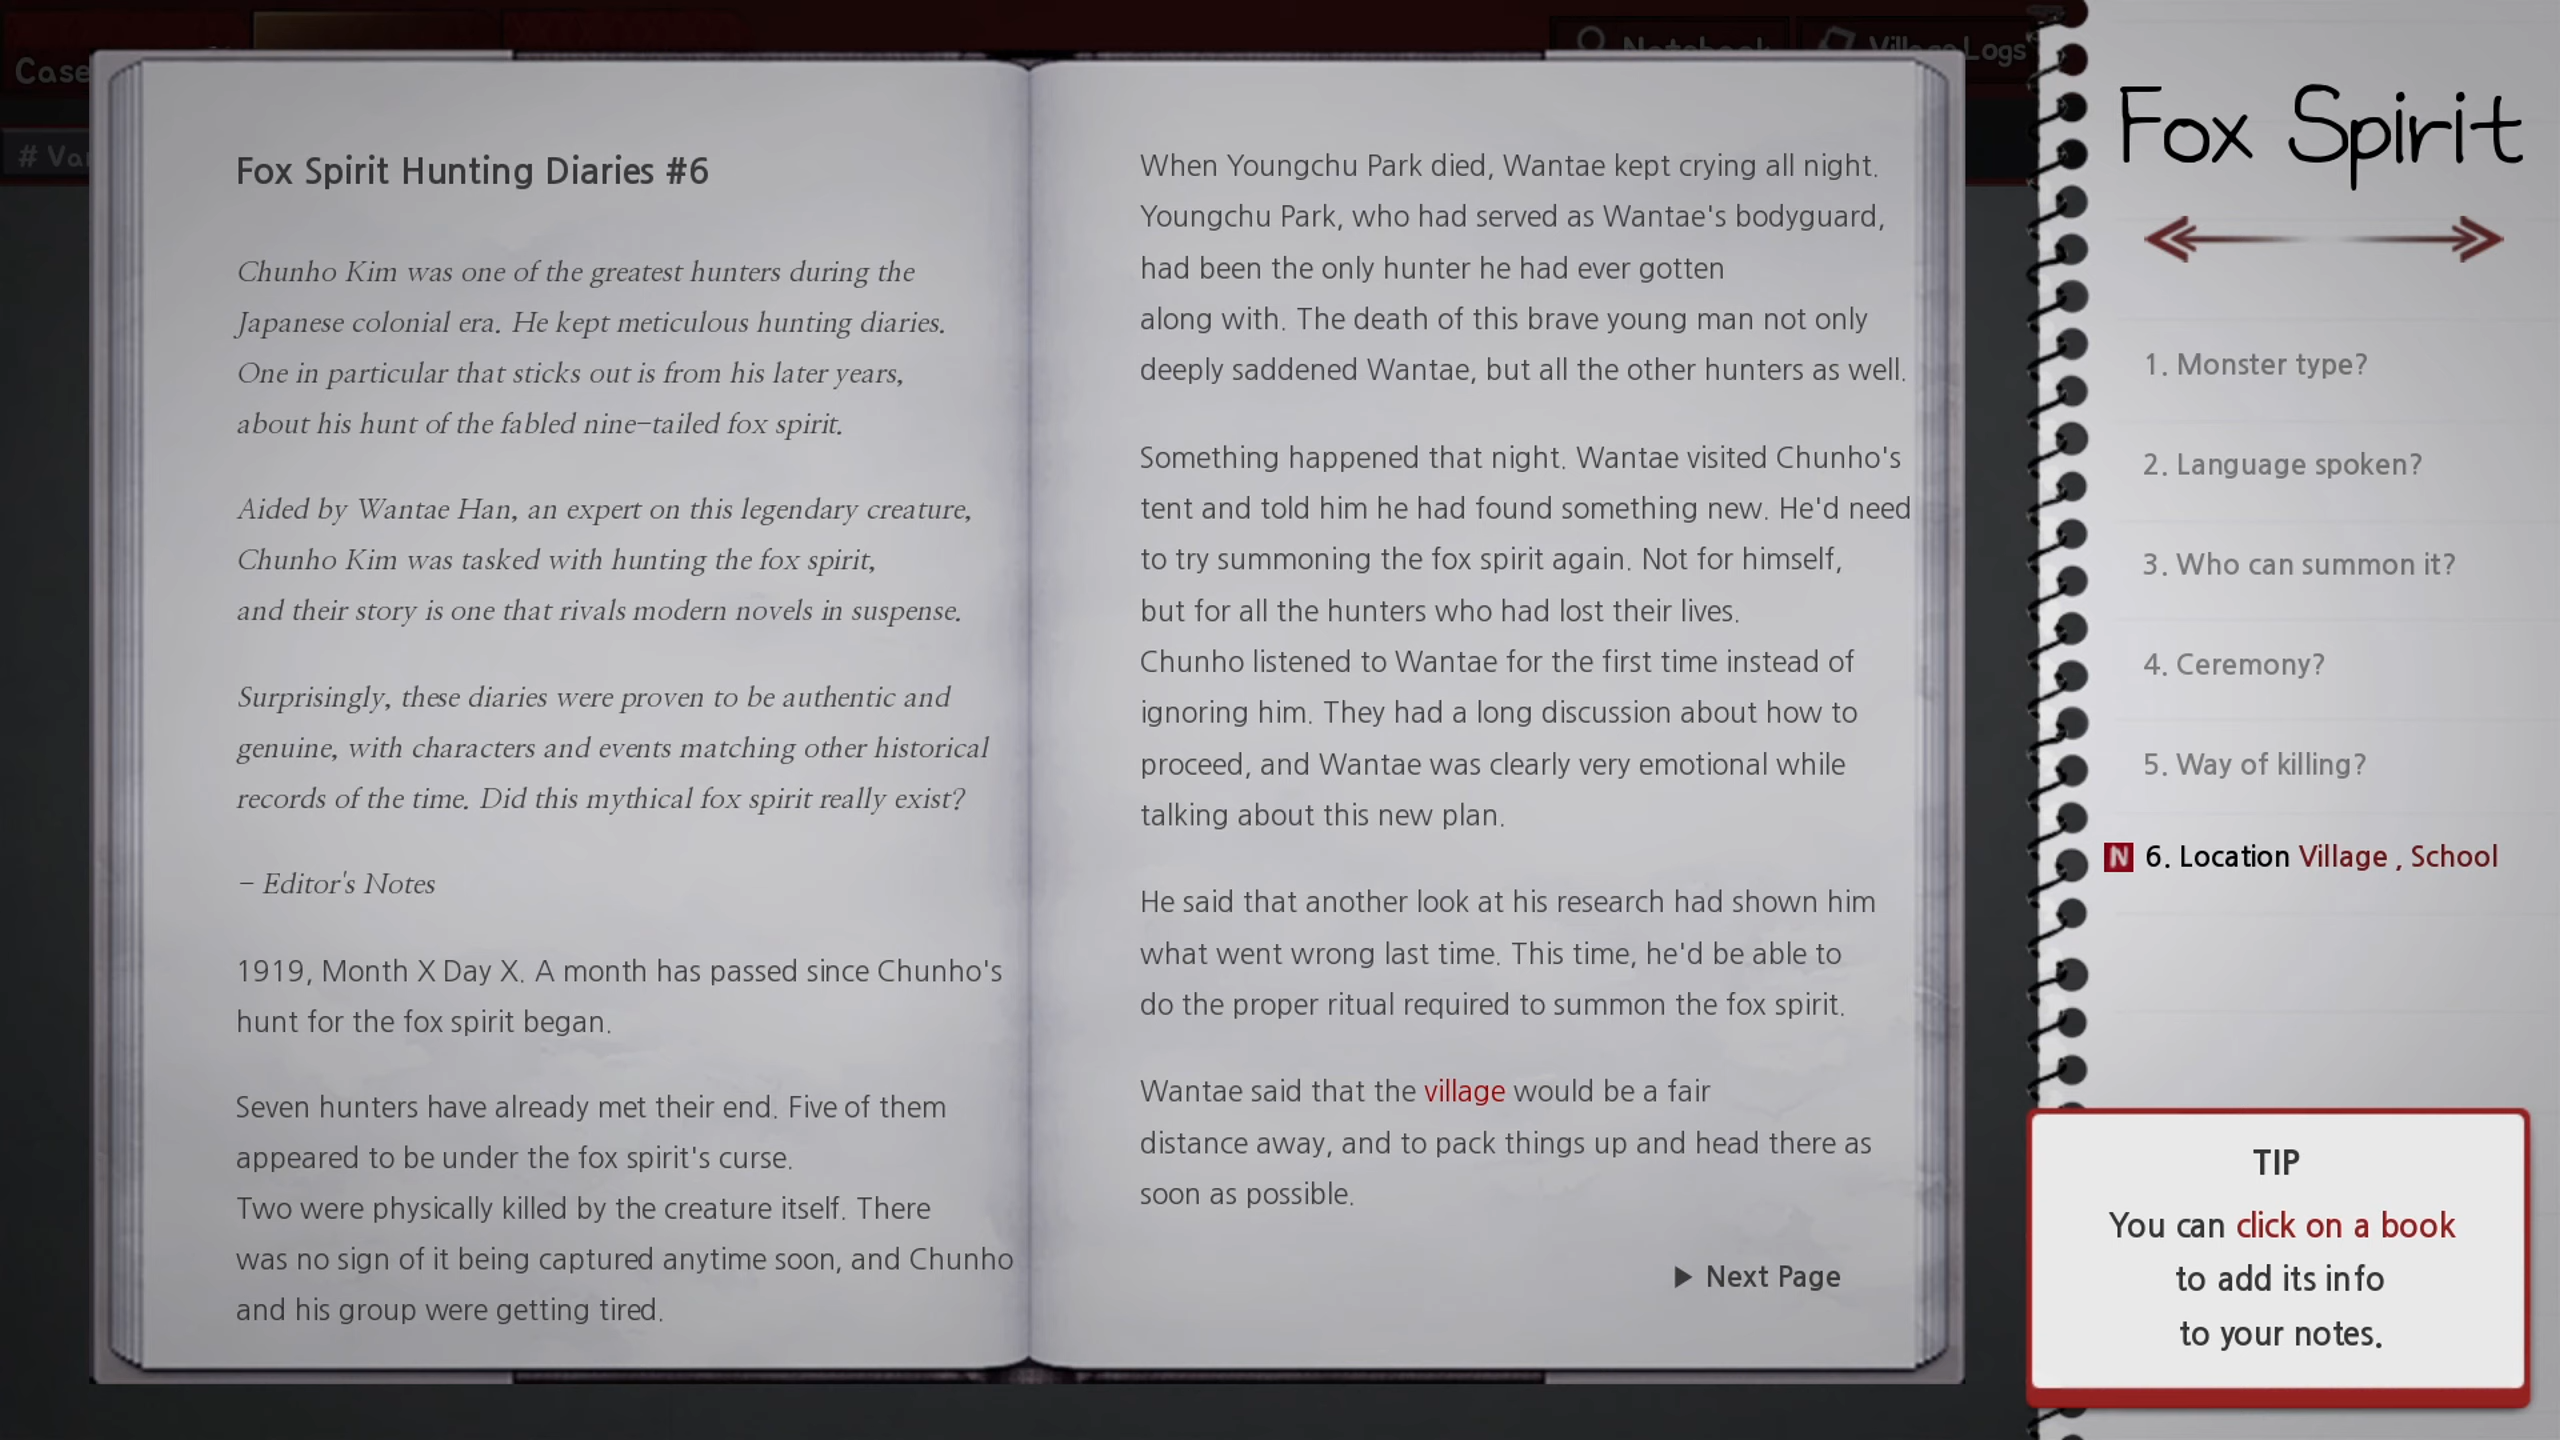 Case
# Va
Notebook
Village Logs
Fox Spirit Hunting Diaries #6
Chunho Kim was one of the greatest hunters during the
Japanese colonial era. He kept meticulous hunting diaries.
One in particular that sticks out is from his later years,
about his hunt of the fabled nine-tailed fox spirit.
Aided by Wantae Han, an expert on this legendary creature,
Chunho Kim was tasked with hunting the fox spirit,
and their story is one that rivals modern novels in suspense.
Surprisingly, these diaries were proven to be authentic and
genuine, with characters and events matching other historical
records of the time. Did this mythical fox spirit really exist?
- Editor's Notes
1919, Month X Day X. A month has passed since Chunho's
hunt for the fox spirit began.
Seven hunters have already met their end. Five of them
appeared to be under the fox spirit's curse.
Two were physically killed by the creature itself. There
was no sign of it being captured anytime soon, and Chunho
and his group were getting tired.
When Youngchu Park died, Wantae kept crying all night.
Youngchu Park, who had served as Wantae's bodyguard,
had been the only hunter he had ever gotten
along with. The death of this brave young man not only
deeply saddened Wantae, but all the other hunters as well.
Something happened that night. Wantae visited Chunho's
tent and told him he had found something new. He'd need
to try summoning the fox spirit again. Not for himself,
but for all the hunters who had lost their lives.
Chunho listened to Wantae for the first time instead of
ignoring him. They had a long discussion about how to
proceed, and Wantae was clearly very emotional while
talking about this new plan.
He said that another look at his research had shown him
what went wrong last time. This time, he'd be able to
do the proper ritual required to summon the fox spirit.
Wantae said that the village would be a fair
distance away, and to pack things up and head there as
soon as possible.
▶ Next Page
Fox Spirit
1. Monster type?
2. Language spoken?
3. Who can summon it?
4. Ceremony?
5. Way of killing?
N 6. Location Village , School
TIP
You can click on a book
to add its info
to your notes.